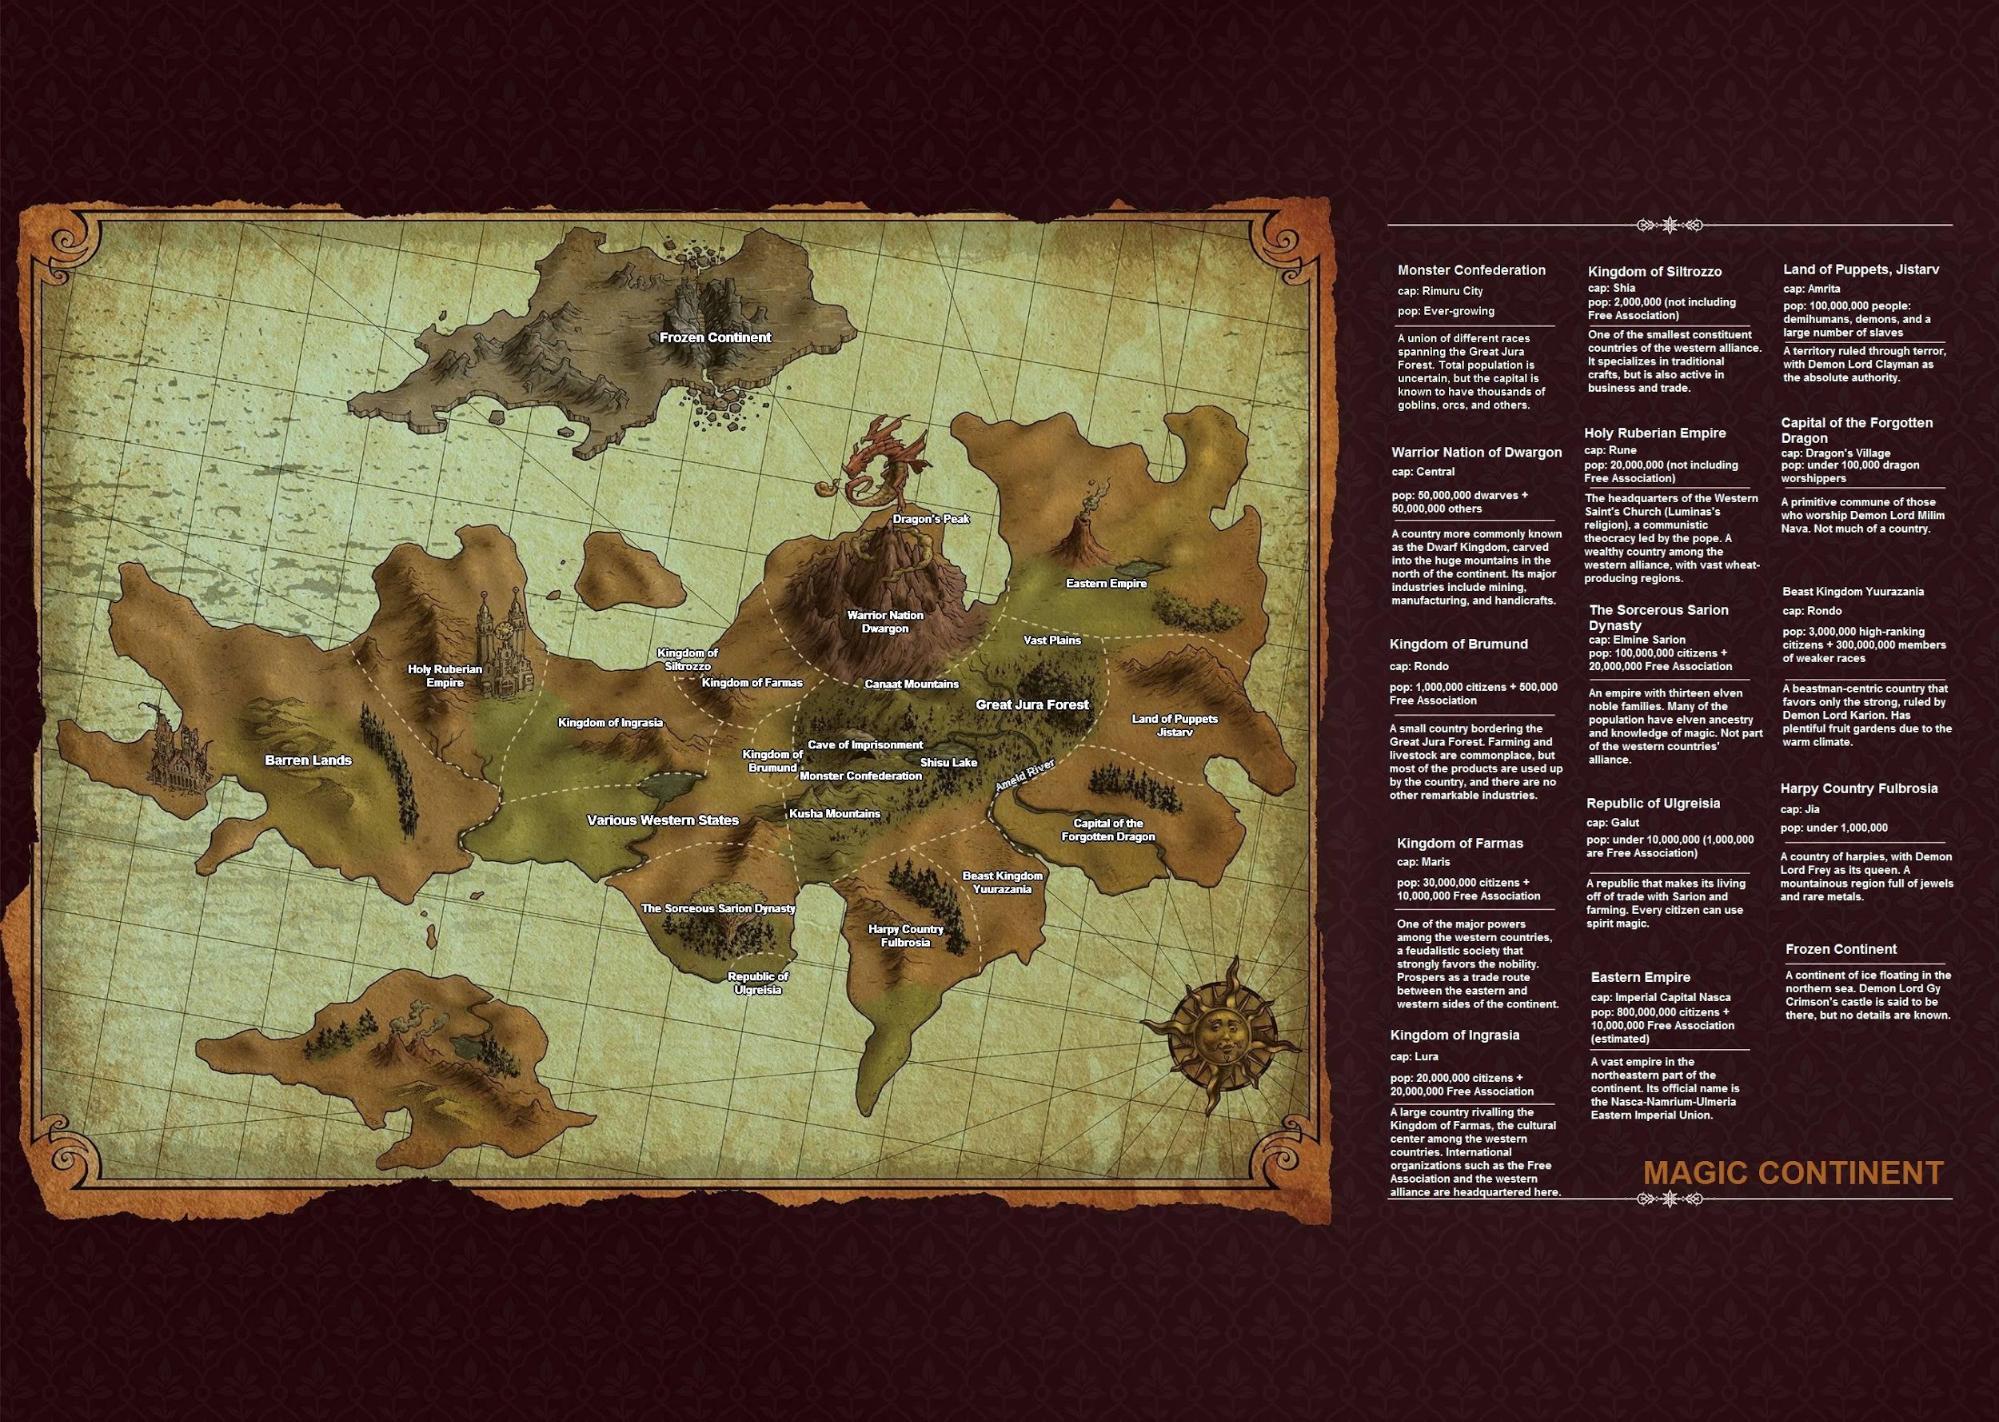 Frozen Continent
Dragon's Peak
Eastern Empire
Warrior Nation
Dwargon
Vast Plains
Kingdom of
Siltrozzo
Holy Ruberian
Empire
Kingdom of Farmas
Canaat Mountains
Great Jura Forest
Kingdom of Ingrasia
Land of Puppets
Jistarv
Barren Lands
Cave of Imprisonment
Kingdom of
Brumund
Shisu Lake
Monster Confederation
Ameld River
Various Western States
Kusha Mountains
Capital of the
Forgotten Dragon
Beast Kingdom
Yuurazania
The Sorceous Sarion Dynasty
Harpy Country
Fulbrosia
Republic of
Ulgreisia
Monster Confederation
cap: Rimuru City
pop: Ever-growing
A union of different races
spanning the Great Jura
Forest. Total population is
uncertain, but the capital is
known to have thousands of
goblins, orcs, and others.
Warrior Nation of Dwargon
cap: Central
pop: 50,000,000 dwarves +
50,000,000 others
A country more commonly known
as the Dwarf Kingdom, carved
into the huge mountains in the
north of the continent. Its major
industries include mining,
manufacturing, and handicrafts.
Kingdom of Brumund
cap: Rondo
pop: 1,000,000 citizens + 500,000
Free Association
A small country bordering the
Great Jura Forest. Farming and
livestock are commonplace, but
most of the products are used up
by the country, and there are no
other remarkable industries.
Kingdom of Farmas
cap: Maris
pop: 30,000,000 citizens +
10,000,000 Free Association
One of the major powers
among the western countries,
a feudalistic society that
strongly favors the nobility.
Prospers as a trade route
between the eastern and
western sides of the continent.
Kingdom of Ingrasia
cap: Lura
pop: 20,000,000 citizens +
20,000,000 Free Association
A large country rivalling the
Kingdom of Farmas, the cultural
center among the western
countries. International
organizations such as the Free
Association and the western
alliance are headquartered here.
Kingdom of Siltrozzo
cap: Shia
pop: 2,000,000 (not including
Free Association)
One of the smallest constituent
countries of the western alliance.
It specializes in traditional
crafts, but is also active in
business and trade.
Holy Ruberian Empire
cap: Rune
pop: 20,000,000 (not including
Free Association)
The headquarters of the Western
Saint's Church (Luminas's
religion), a communistic
theocracy led by the pope. A
wealthy country among the
western alliance, with vast wheat-
producing regions.
The Sorcerous Sarion
Dynasty
cap: Elmine Sarion
pop: 100,000,000 citizens +
20,000,000 Free Association
An empire with thirteen elven
noble families. Many of the
population have elven ancestry
and knowledge of magic. Not part
of the western countries'
alliance.
Republic of Ulgreisia
cap: Galut
pop: under 10,000,000 (1,000,000
are Free Association)
A republic that makes its living
off of trade with Sarion and
farming. Every citizen can use
spirit magic.
Eastern Empire
cap: Imperial Capital Nasca
pop: 800,000,000 citizens +
10,000,000 Free Association
(estimated)
A vast empire in the
northeastern part of the
continent. Its official name is
the Nasca-Namrium-Ulmeria
Eastern Imperial Union.
Land of Puppets, Jistarv
cap: Amrita
pop: 100,000,000 people:
demihumans, demons, and a
large number of slaves
A territory ruled through terror,
with Demon Lord Clayman as
the absolute authority.
Capital of the Forgotten
Dragon
cap: Dragon's Village
pop: under 100,000 dragon
worshippers
A primitive commune of those
who worship Demon Lord Milim
Nava. Not much of a country.
Beast Kingdom Yuurazania
cap: Rondo
pop: 3,000,000 high-ranking
citizens + 300,000,000 members
of weaker races
A beastman-centric country that
favors only the strong, ruled by
Demon Lord Karion. Has
plentiful fruit gardens due to the
warm climate.
Harpy Country Fulbrosia
cap: Jia
pop: under 1,000,000
A country of harpies, with Demon
Lord Frey as its queen. A
mountainous region full of jewels
and rare metals.
Frozen Continent
A continent of ice floating in the
northern sea. Demon Lord Gy
Crimson's castle is said to be
there, but no details are known.
MAGIC CONTINENT